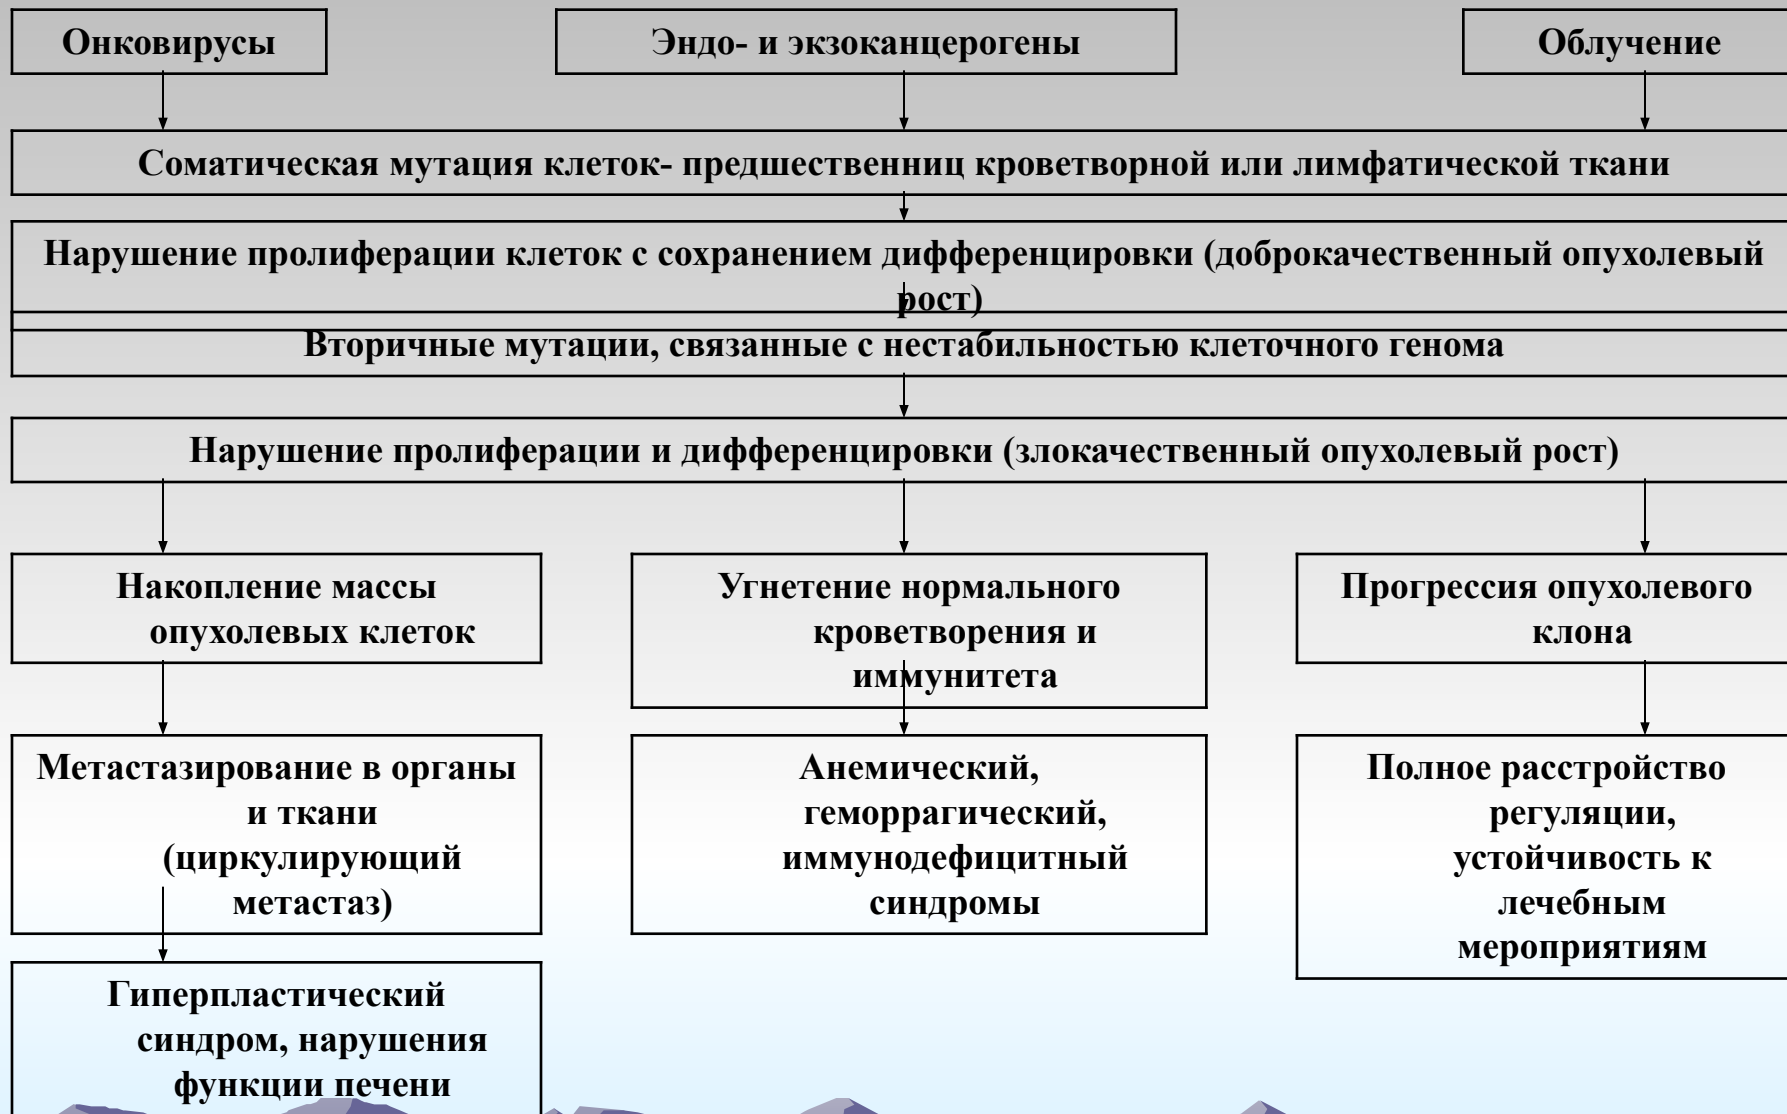 Онковирусы
Эндо- и экзоканцерогены
Облучение
Соматическая мутация клеток- предшественниц кроветворной или лимфатической ткани
Нарушение пролиферации клеток с сохранением дифференцировки (доброкачественный опухолевый
рост)
Вторичные мутации, связанные с нестабильностью клеточного генома
Нарушение пролиферации и дифференцировки (злокачественный опухолевый рост)
Накопление массы
опухолевых клеток
Угнетение нормального
кроветворения и
иммунитета
Прогрессия опухолевого
клона
Метастазирование в органы
и ткани
(циркулирующий
метастаз)
Анемический,
геморрагический,
иммунодефицитный
синдромы
Полное расстройство
регуляции,
устойчивость к
лечебным
мероприятиям
Гиперпластический
синдром, нарушения
функции печени